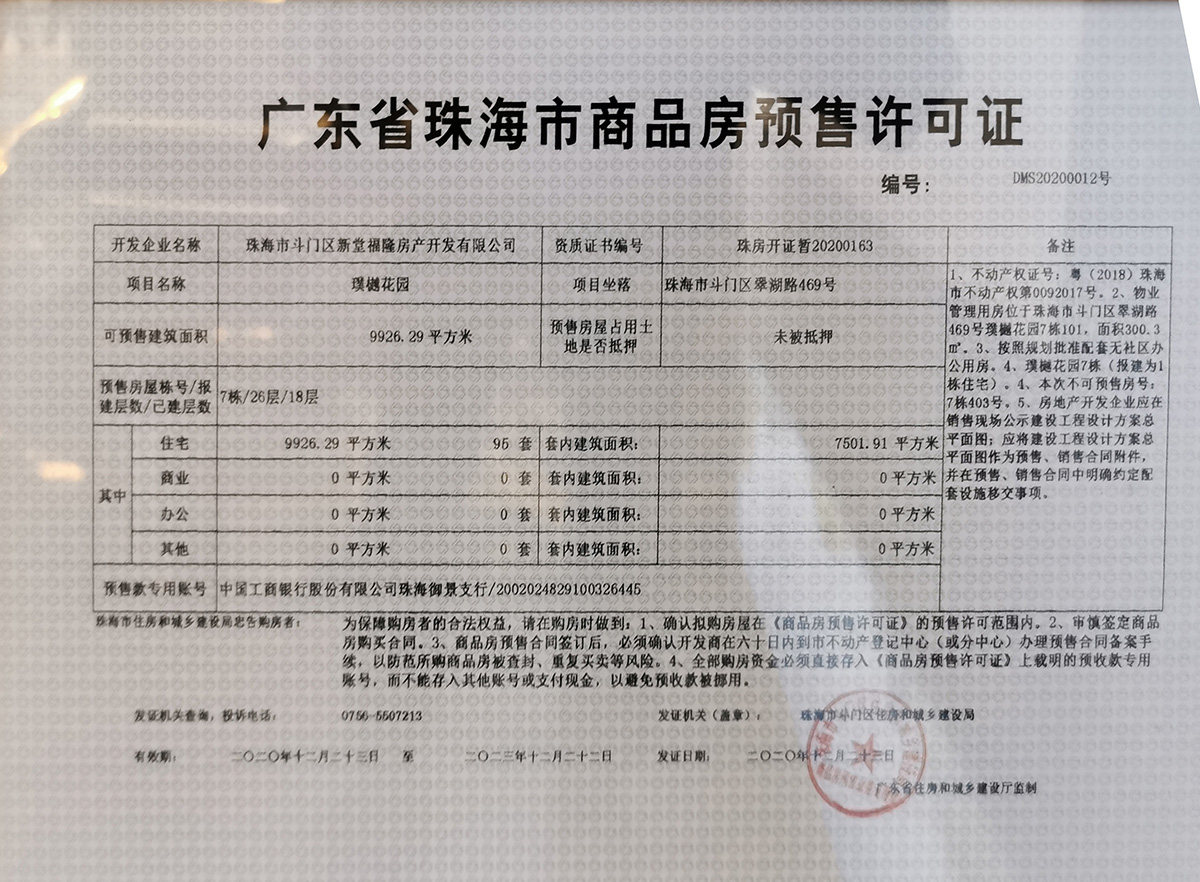 广东省珠海市商品房预售许可证
编号： DMS20200012号
开发企业名称 珠海市斗门区新堂福隆房产开发有限公司 资质证书编号 珠房开证暂20200163 备注
项目名称 璞樾花园 项目坐落 珠海市斗门区翠湖路469号
可预售建筑面积 9926.29 平方米 预售房屋占用土
地是否抵押 未被抵押
预售房屋栋号/报
建层数/已建层数 7栋/26层/18层
其中 住宅 9926.29 平方米 95 套 套内建筑面积： 7501.91 平方米
商业 0 平方米 0 套 套内建筑面积： 0 平方米
办公 0 平方米 0 套 套内建筑面积： 0 平方米
其他 0 平方米 0 套 套内建筑面积： 0 平方米
预售款专用账号 中国工商银行股份有限公司珠海御景支行/2002024829100326445
1、不动产权证号：粤（2018）珠海
市不动产权第0092017号。2、物业
管理用房位于珠海市斗门区翠湖路
469号璞樾花园7栋101，面积300.3
㎡。3、按照规划批准配套无社区办
公用房。4、璞樾花园7栋（报建为1
栋住宅）。4、本次不可预售房号：
7栋403号。5、房地产开发企业应在
销售现场公示建设工程设计方案总
平面图；应将建设工程设计方案总
平面图作为预售、销售合同附件，
并在预售、销售合同中明确约定配
套设施移交事项。
珠海市住房和城乡建设局忠告购房者： 为保障购房者的合法权益，请在购房时做到：1、确认拟购房屋在《商品房预售许可证》的预售许可范围内。2、审慎签定商品
房购买合同。3、商品房预售合同签订后，必须确认开发商在六十日内到市不动产登记中心（或分中心）办理预售合同备案手
续，以防范所购商品房被查封、重复买卖等风险。4、全部购房资金必须直接存入《商品房预售许可证》上载明的预收款专用
账号，而不能存入其他账号或支付现金，以避免预收款被挪用。
发证机关查询，投诉电话： 0756-5507213 发证机关（盖章）： 珠海市斗门区住房和城乡建设局
有效期： 二〇二〇年十二月二十三日 至 二〇二三年十二月二十二日 发证日期： 二〇二〇年十二月二十三日
广东省住房和城乡建设厅监制